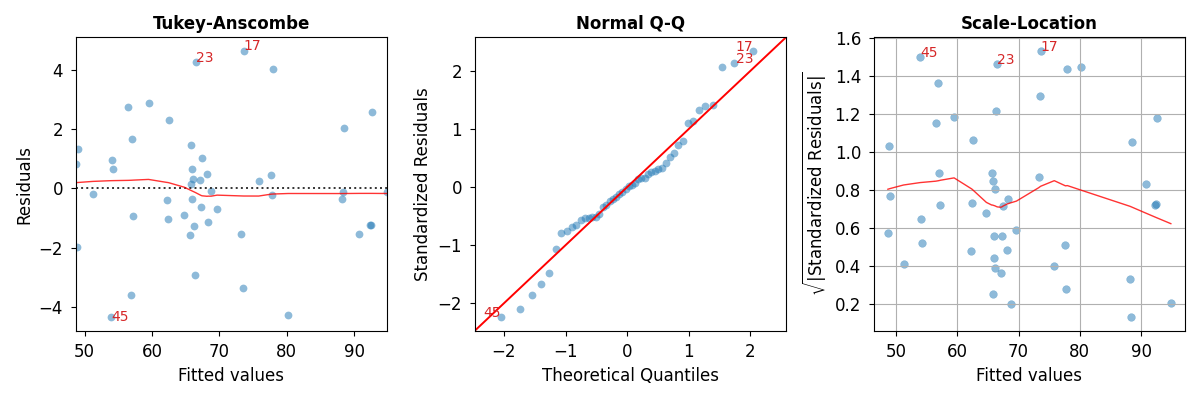 Tukey-Anscombe
Residuals
4
2
0
−2
−4
17
23
45
50 60 70 80 90
Fitted values
Normal Q-Q
Standardized Residuals
2
1
0
−1
−2
17
23
45
−2 −1 0 1 2
Theoretical Quantiles
Scale-Location
√|Standardized Residuals|
1.6
1.4
1.2
1.0
0.8
0.6
0.4
0.2
45
23
17
50 60 70 80 90
Fitted values